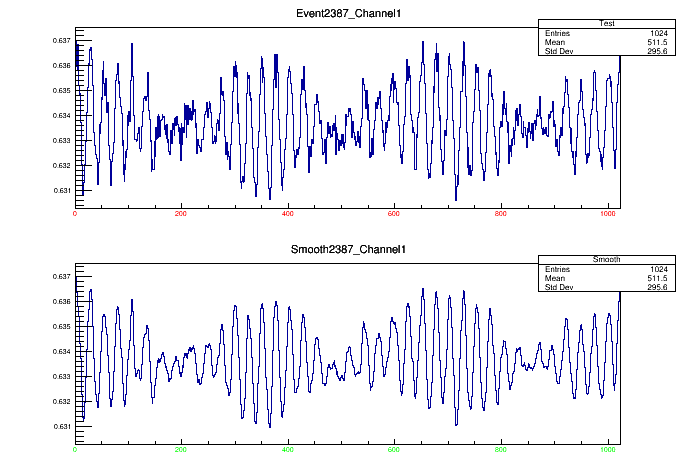 Event2387_Channel1
Test
Entries 1024
Mean 511.5
Std Dev 295.6
0.637
0.636
0.635
0.634
0.633
0.632
0.631
0 200 400 600 800 1000
Smooth2387_Channel1
Smooth
Entries 1024
Mean 511.5
Std Dev 295.6
0.637
0.636
0.635
0.634
0.633
0.632
0.631
0 200 400 600 800 1000